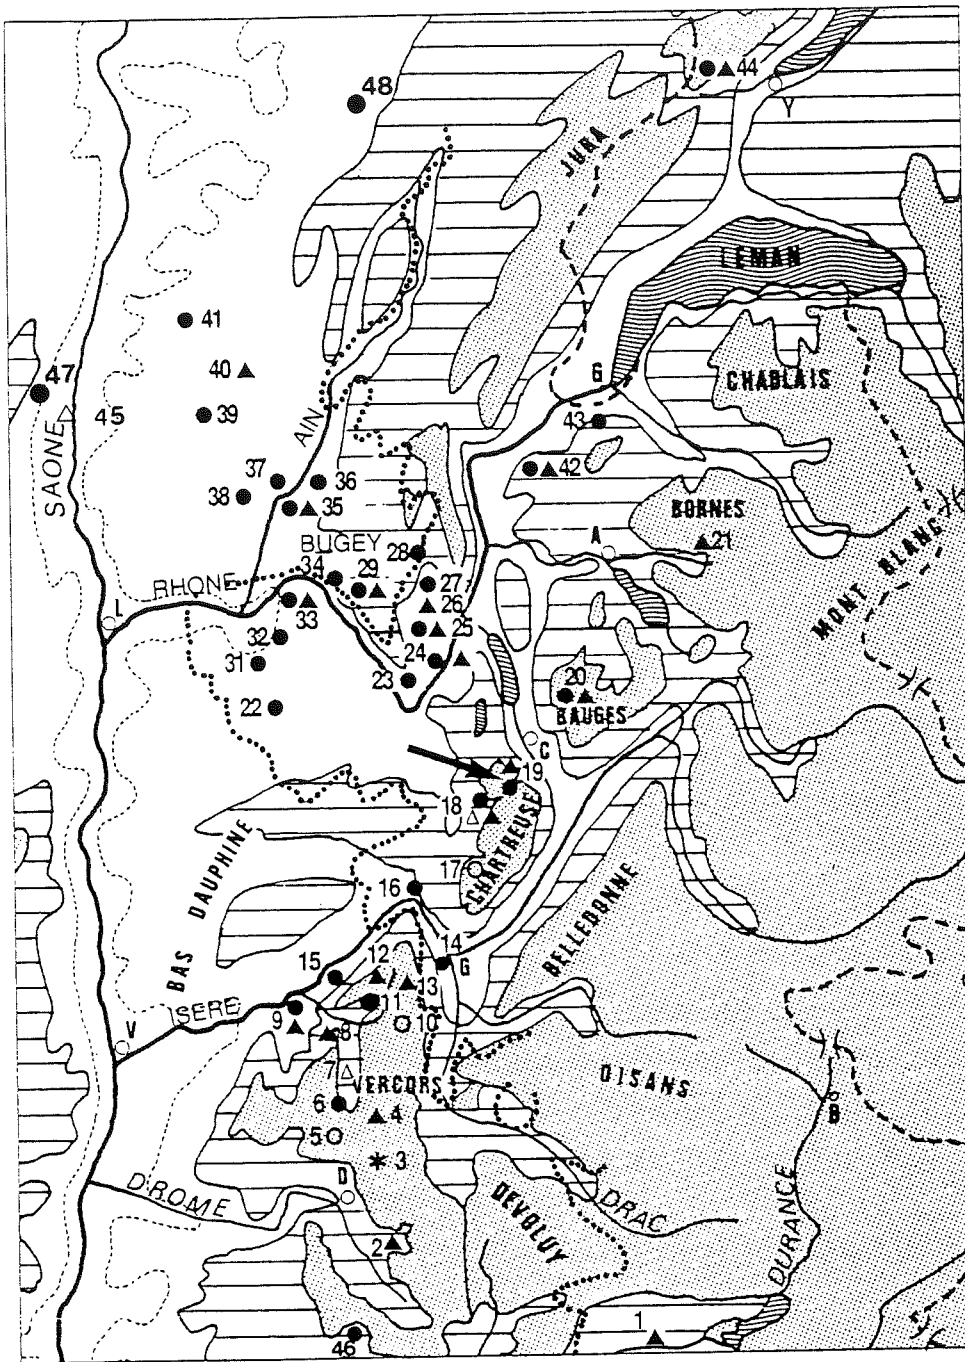 44
48
Y
JURA
LEMAN
41
40
47
45
39
G
CHABLAIS
SAONE
AIN
43
42
37
36
38
35
BORNES
A
21
BUGEY
MONT BLANC
34
29
28
27
RHONE
26
L
33
25
32
31
24
23
22
20
BAUGES
C
19
18
CHARTREUSE
17
BAS DAUPHINE
16
BELLEDONNE
15
12
14
G
13
11
ISERE
10
9
8
V
7
VERCORS
OISANS
6
4
B
5
3
D
DROME
DRAC
DEVOLUY
DURANCE
2
1
46